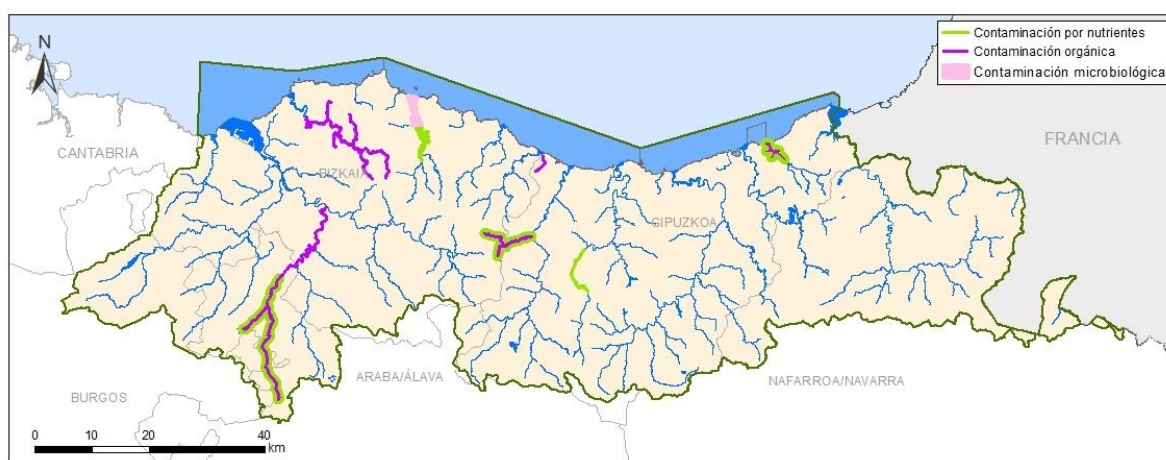 N
Contaminación por nutrientes
Contaminación orgánica
Contaminación microbiológica
FRANCIA
CANTABRIA
BIZKAIA
GIPUZKOA
ARABA/ÁLAVA
NAFARROA/NAVARRA
BURGOS
0 10 20 40
km